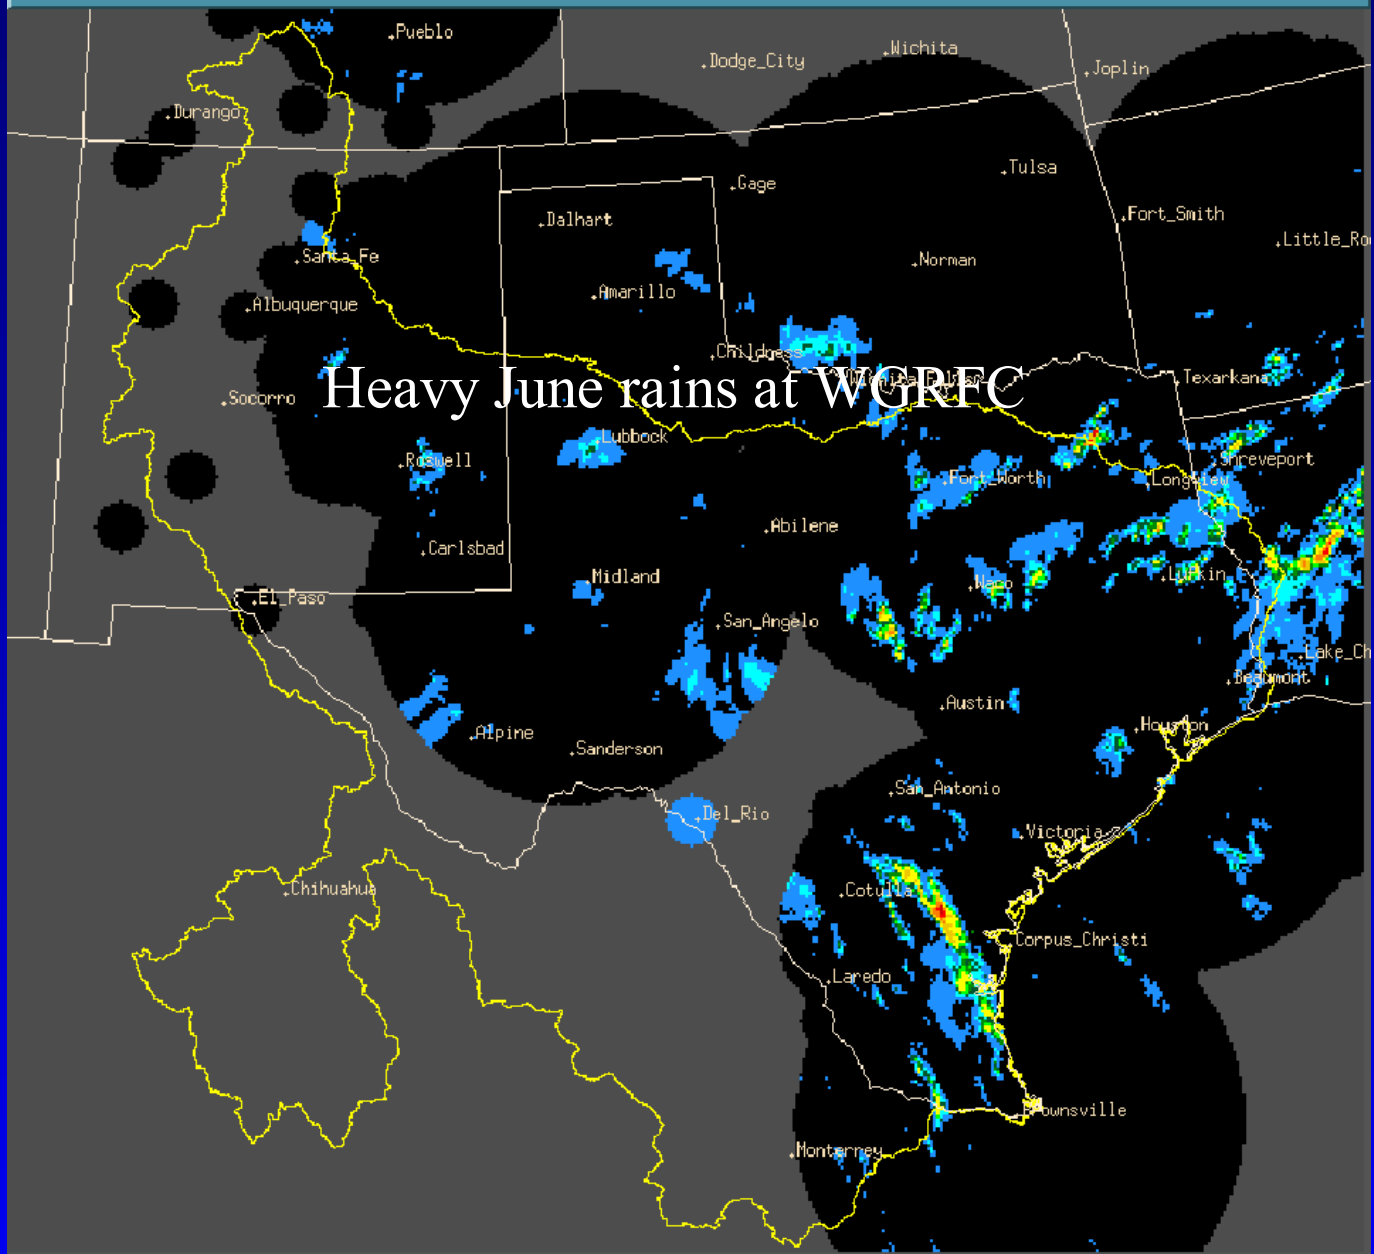 Pueblo
Wichita
Dodge_City
Joplin
Durango
Tulsa
Gage
Dalhart
Fort_Smith
Little_Ro
Santa_Fe
Norman
Amarillo
Albuquerque
Childress
Wichita_Falls
Texarkana
Heavy June rains at WGRFC
Socorro
Lubbock
Roswell
Shreveport
Fort_Worth
Longview
Abilene
Carlsbad
Midland
Lufkin
Waco
El_Paso
San_Angelo
Lake_Ch
Beaumont
Austin
Houston
Alpine
Sanderson
San_Antonio
Del_Rio
Victoria
Chihuahua
Cotulla
Corpus_Christi
Laredo
Brownsville
Monterrey